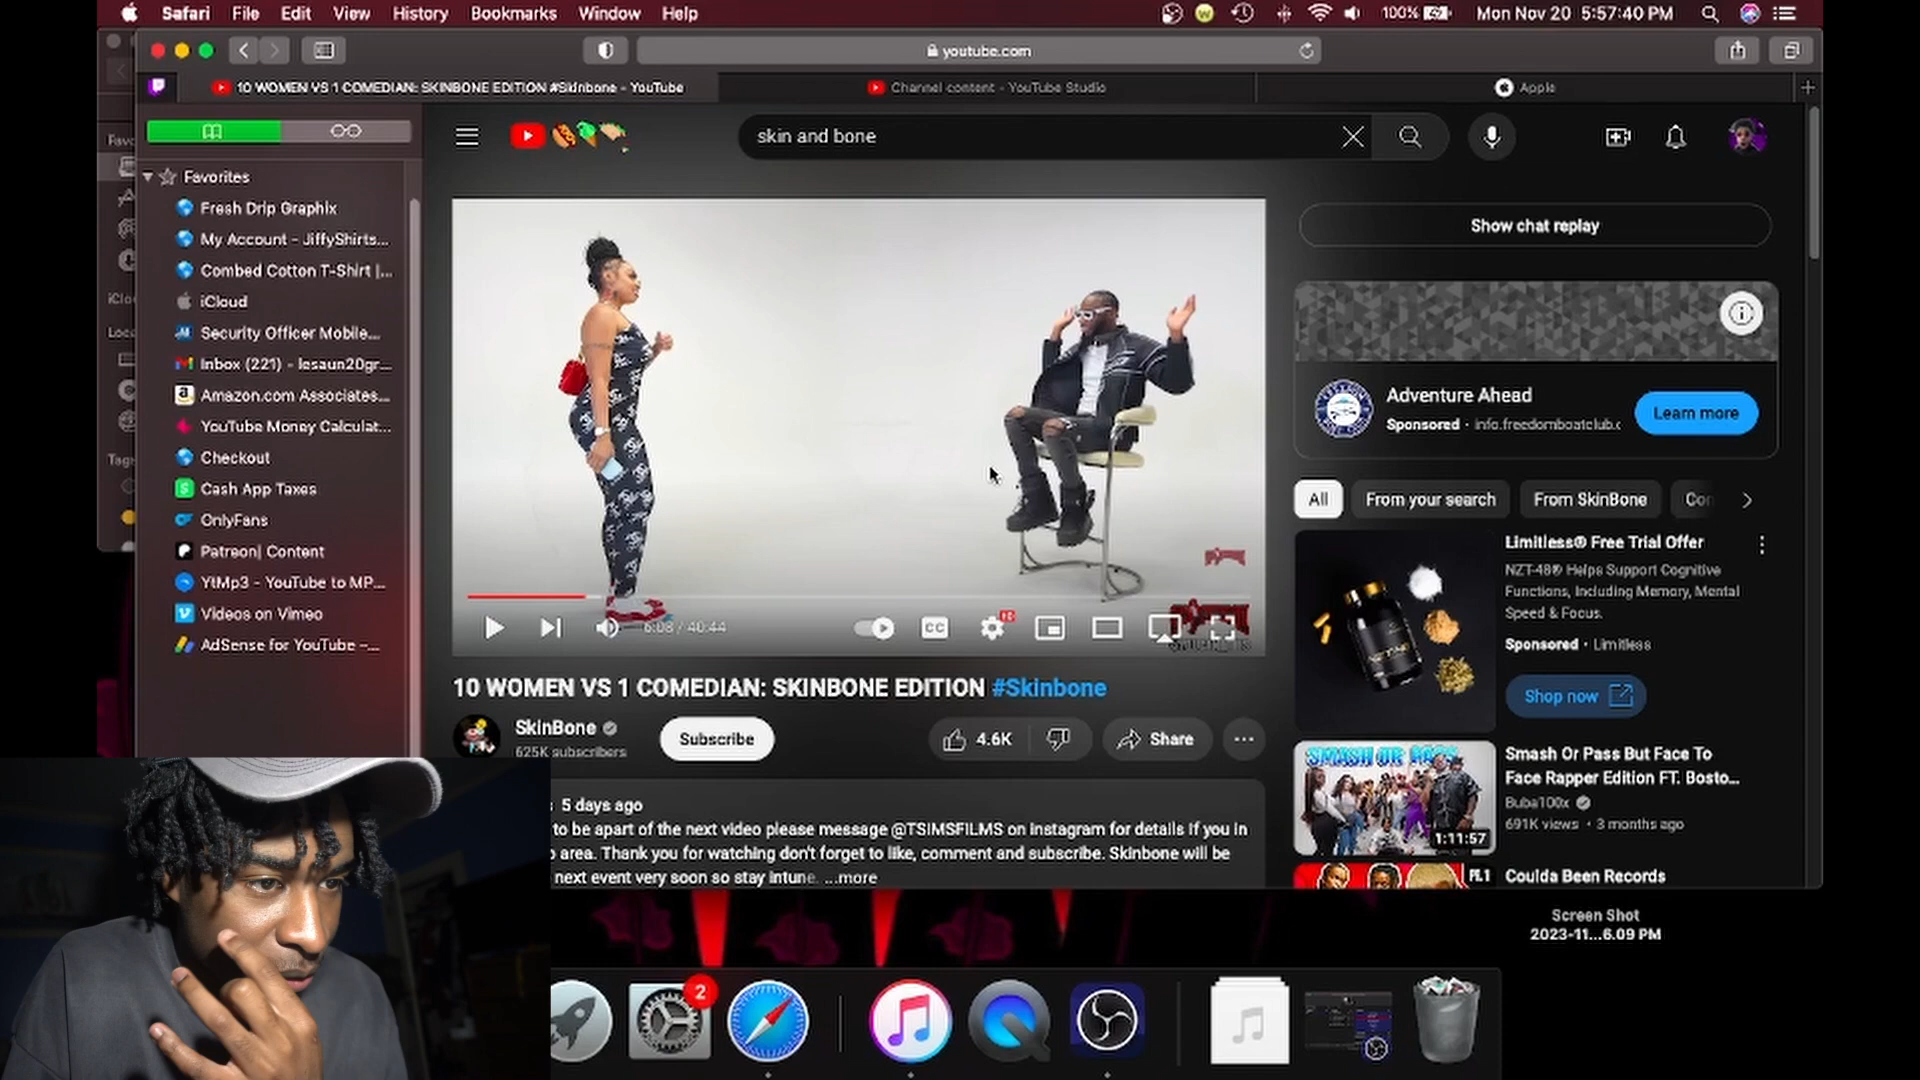 Safari File Edit View History Bookmarks Window Help 100% Mon Nov 20 5:57:40 PM
youtube.com
10 WOMEN VS 1 COMEDIAN: SKINBONE EDITION #Skinbone - YouTube
Channel content - YouTube Studio
Apple
skin and bone
Favorites
Fresh Drip Graphix
My Account - JiffyShirts...
Combed Cotton T-Shirt |...
iCloud
Security Officer Mobile...
Inbox (221) - lesaun20gr...
Amazon.com Associates...
YouTube Money Calculat...
Checkout
Cash App Taxes
OnlyFans
Patreon| Content
YtMp3 - YouTube to MP...
Videos on Vimeo
AdSense for YouTube –...
6:08 / 40:44
CC
10 WOMEN VS 1 COMEDIAN: SKINBONE EDITION #Skinbone
SkinBone
625K subscribers
Subscribe
4.6K
Share
5 days ago
to be apart of the next video please message @TSIMSFILMS on instagram for details if you in
area. Thank you for watching don't forget to like, comment and subscribe. Skinbone will be
next event very soon so stay intune. ...more
Show chat replay
Adventure Ahead
Sponsored · info.freedomboatclub.c
Learn more
All
From your search
From SkinBone
Limitless® Free Trial Offer
NZT-48® Helps Support Cognitive
Functions, Including Memory, Mental
Speed & Focus.
Sponsored · Limitless
Shop now
SMASH OR PASS
1:11:57
Smash Or Pass But Face To
Face Rapper Edition FT. Bosto...
Buba100x
691K views · 3 months ago
PT.1
Coulda Been Records
Screen Shot
2023-11...6.09 PM
2